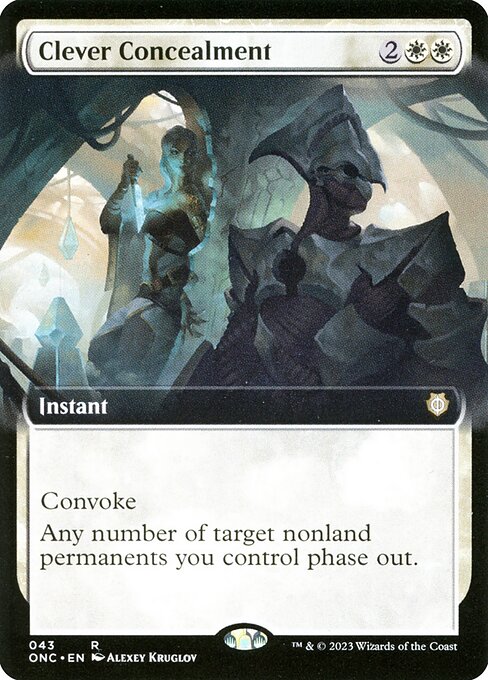 Clever Concealment 2
Instant
Convoke
Any number of target nonland
permanents you control phase out.
043 R
ONC • EN Alexey Kruglov
™ & © 2023 Wizards of the Coast